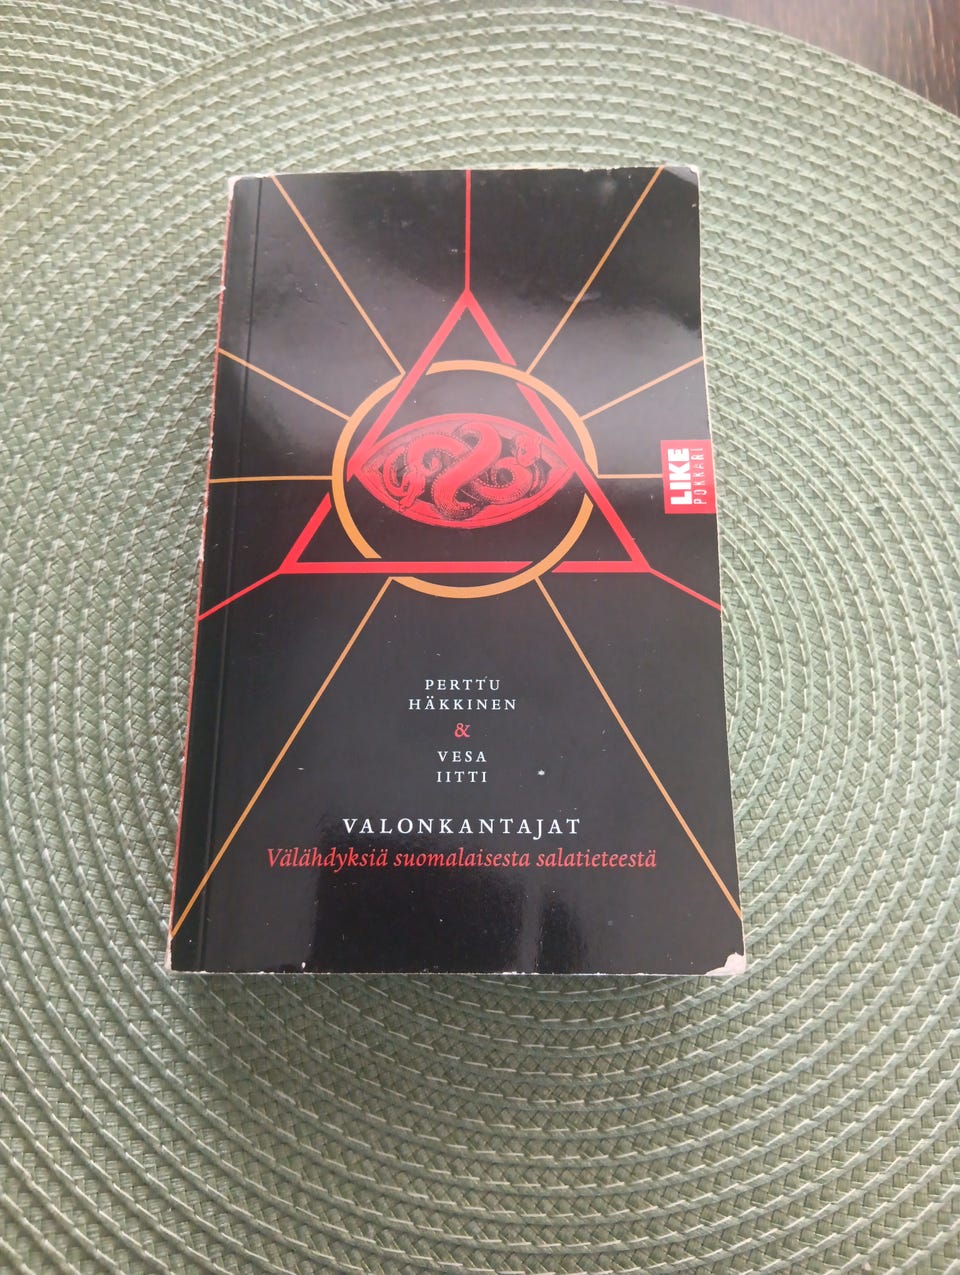 LIKE
POKKARI
PERTTU
HÄKKINEN
&
VESA
IITTI
VALONKANTAJAT
Välähdyksiä suomalaisesta salatieteestä